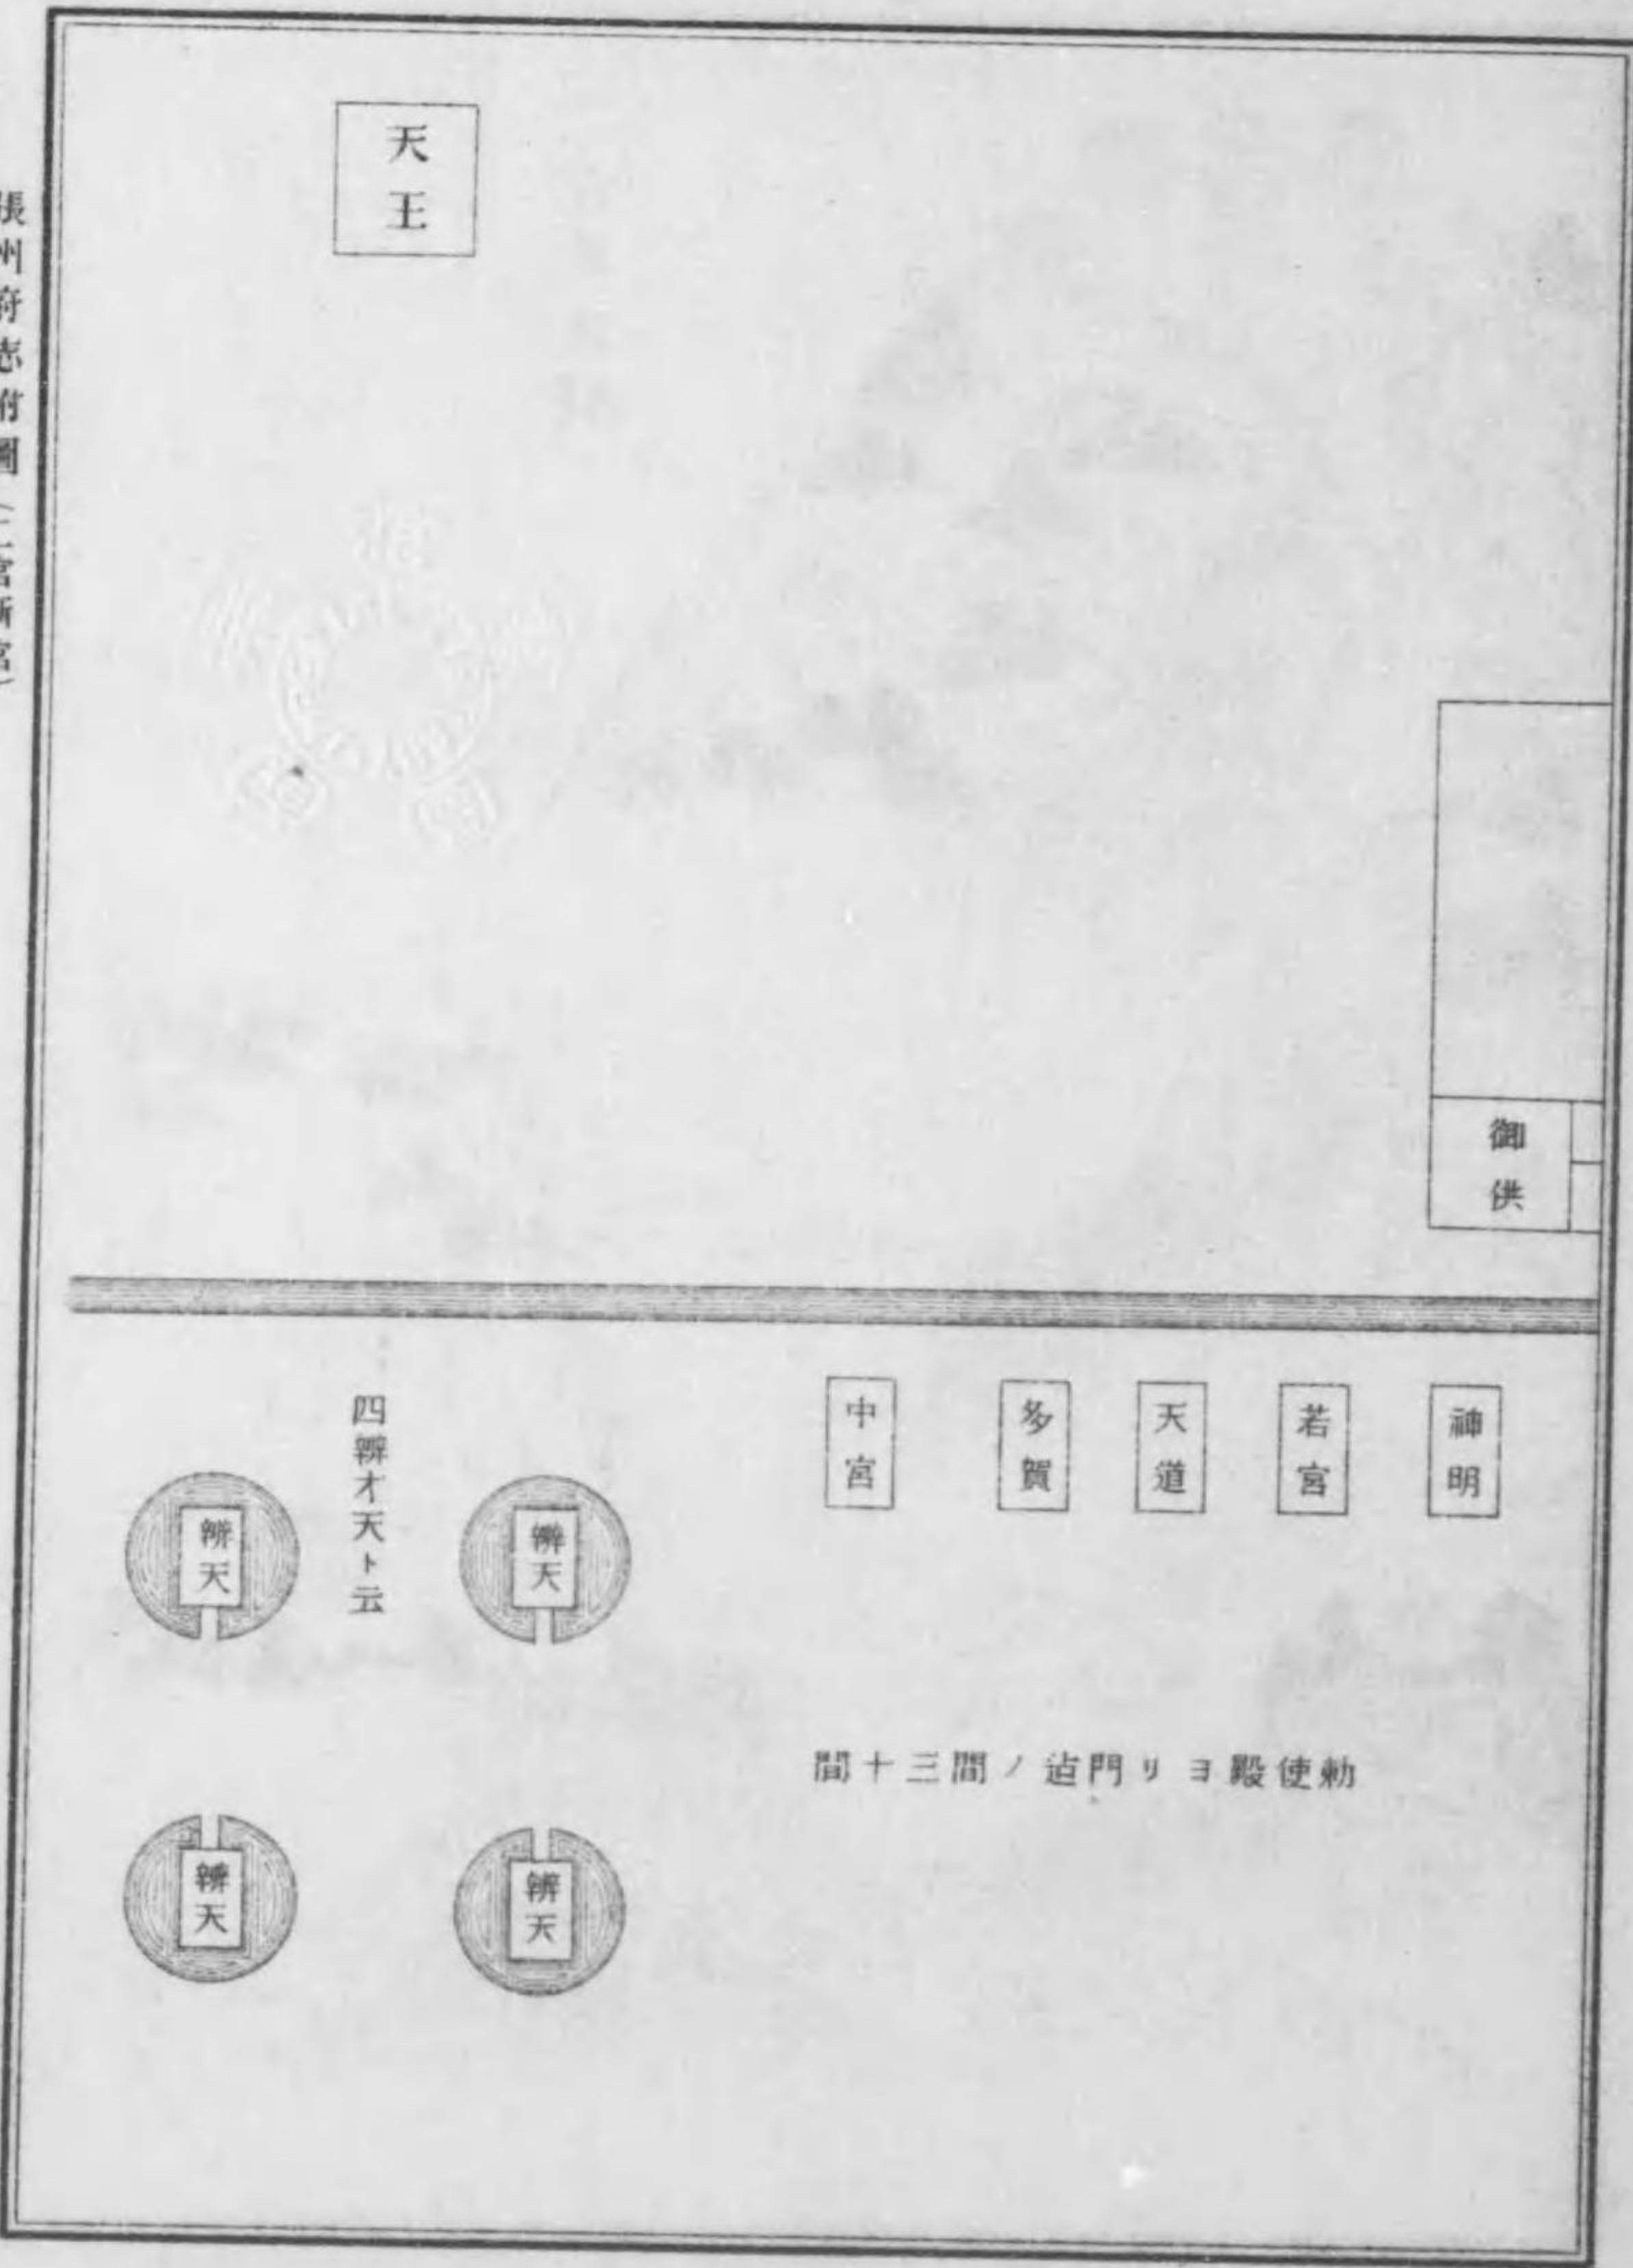 張州府志附圖（二宮新宮）
天王
御供
神明
若宮
天道
多賀
中宮
四辨才天ト云
辨天
辨天
勅使殿ヨリ門迠ノ間三十間
辨天
辨天